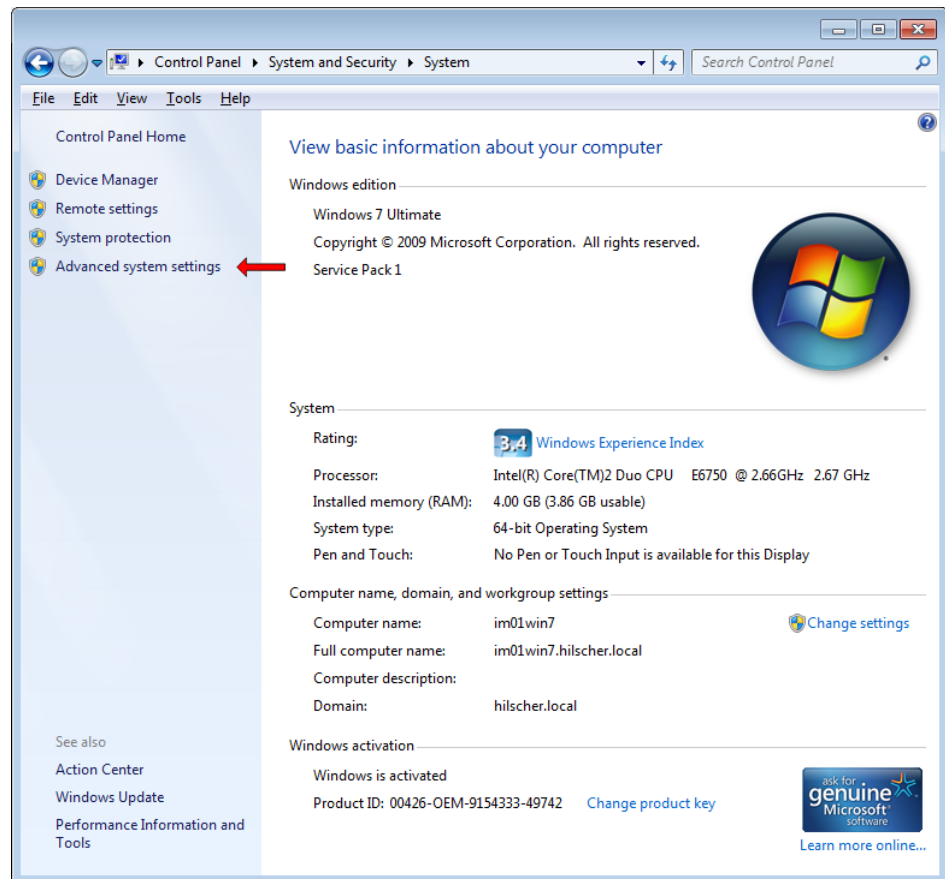 Control Panel ▸ System and Security ▸ System
Search Control Panel
File Edit View Tools Help
Control Panel Home
Device Manager
Remote settings
System protection
Advanced system settings
See also
Action Center
Windows Update
Performance Information and
Tools
View basic information about your computer
Windows edition
Windows 7 Ultimate
Copyright © 2009 Microsoft Corporation. All rights reserved.
Service Pack 1
System
Rating: 3,4 Windows Experience Index
Processor: Intel(R) Core(TM)2 Duo CPU E6750 @ 2.66GHz 2.67 GHz
Installed memory (RAM): 4.00 GB (3.86 GB usable)
System type: 64-bit Operating System
Pen and Touch: No Pen or Touch Input is available for this Display
Computer name, domain, and workgroup settings
Computer name: im01win7 Change settings
Full computer name: im01win7.hilscher.local
Computer description:
Domain: hilscher.local
Windows activation
Windows is activated
Product ID: 00426-OEM-9154333-49742 Change product key
ask for
genuine
Microsoft
software
Learn more online...